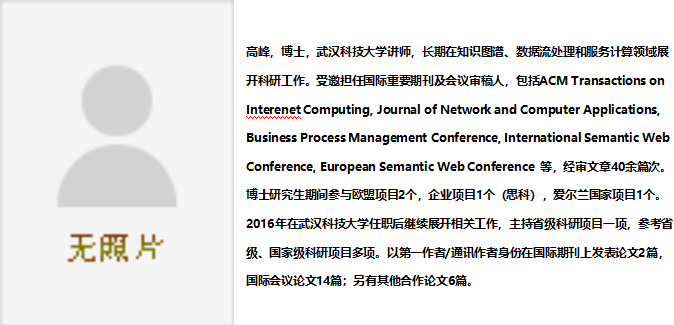 无照片
高峰，博士，武汉科技大学讲师，长期在知识图谱、数据流处理和服务计算领域展
开科研工作。受邀担任国际重要期刊及会议审稿人，包括ACM Transactions on
Interenet Computing, Journal of Network and Computer Applications,
Business Process Management Conference, International Semantic Web
Conference, European Semantic Web Conference 等，经审文章40余篇次。
博士研究生期间参与欧盟项目2个，企业项目1个（思科），爱尔兰国家项目1个。
2016年在武汉科技大学任职后继续展开相关工作，主持省级科研项目一项，参考省
级、国家级科研项目多项。以第一作者/通讯作者身份在国际期刊上发表论文2篇，
国际会议论文14篇；另有其他合作论文6篇。